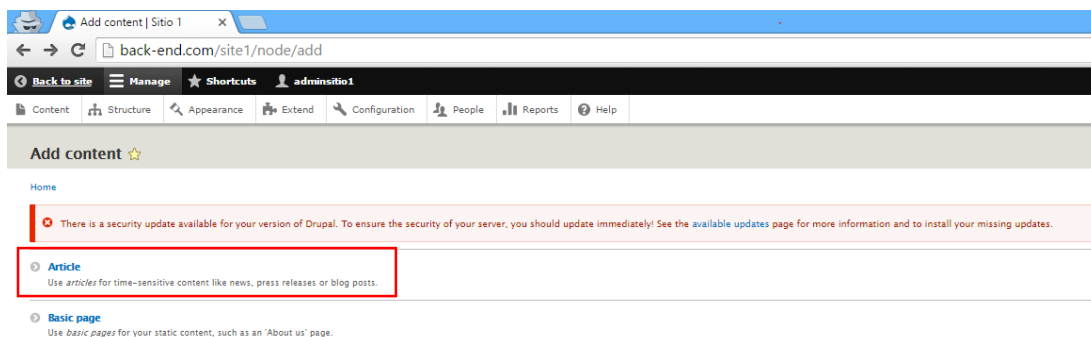 Add content | Sitio 1
back-end.com/site1/node/add
Back to site Manage Shortcuts adminsitio1
Content Structure Appearance Extend Configuration People Reports Help
Add content
Home
There is a security update available for your version of Drupal. To ensure the security of your server, you should update immediately! See the available updates page for more information and to install your missing updates.
Article
Use articles for time-sensitive content like news, press releases or blog posts.
Basic page
Use basic pages for your static content, such as an 'About us' page.